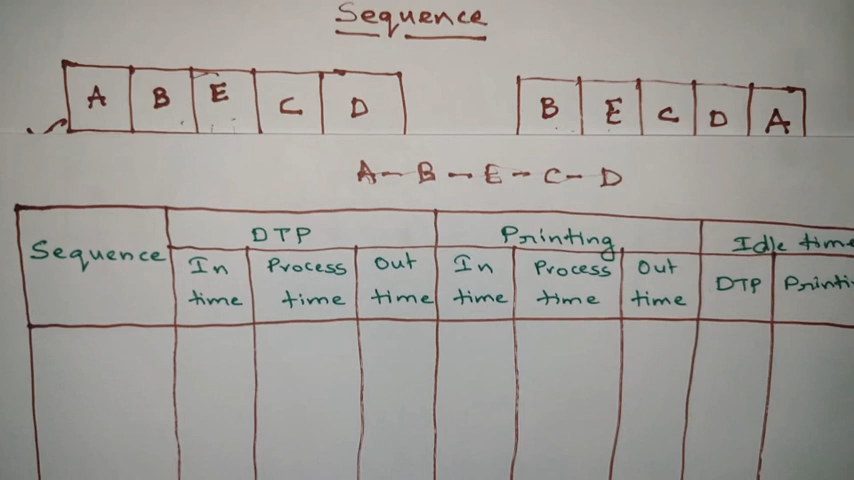 Sequence
A B E C D B E C D A
A - B - E - C - D
Sequence DTP Printing Idle time
In time Process time Out time In time Process time Out time DTP Printi